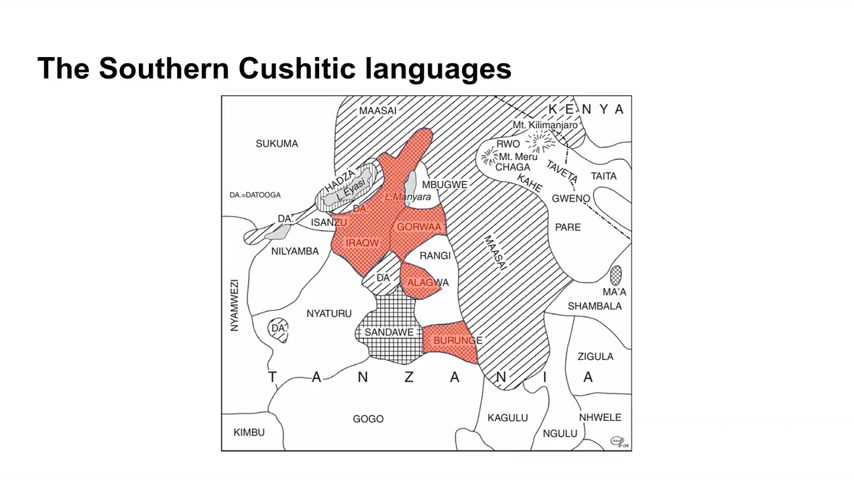 The Southern Cushitic languages
MAASAI
KENYA
Mt. Kilimanjaro
SUKUMA
RWO
Mt. Meru
CHAGA
TAVETA
TAITA
KAHE
HADZA
L.Eyasi
MBUGWE
DA.=DATOOGA
L.Manyara
GWENO
DA.
DA.
ISANZU
GORWAA
PARE
IRAQW
NILYAMBA
RANGI
MAASAI
DA
ALAGWA
NYAMWEZI
MA'A
SHAMBALA
NYATURU
DA.
SANDAWE
BURUNGE
ZIGULA
TANZANIA
GOGO
KAGULU
NHWELE
KIMBU
NGULU